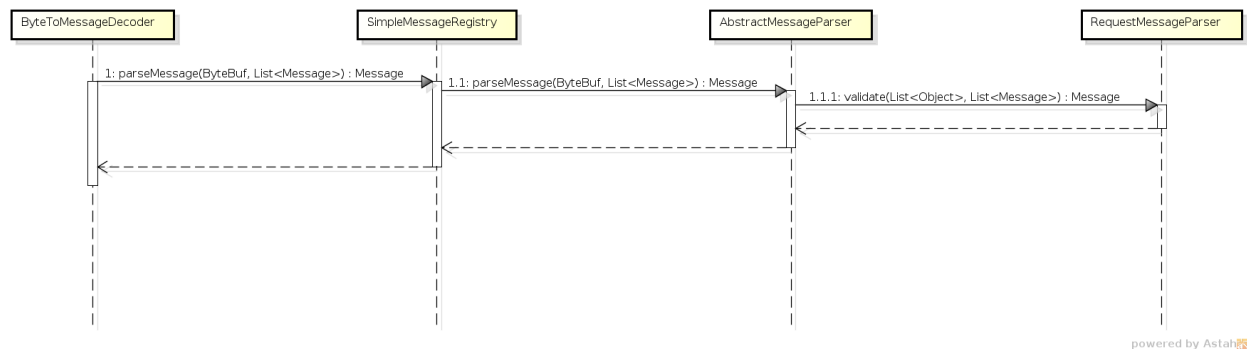 ByteToMessageDecoder
SimpleMessageRegistry
AbstractMessageParser
RequestMessageParser
1: parseMessage(ByteBuf, List<Message>) : Message
1.1: parseMessage(ByteBuf, List<Message>) : Message
1.1.1: validate(List<Object>, List<Message>) : Message
powered by Astah